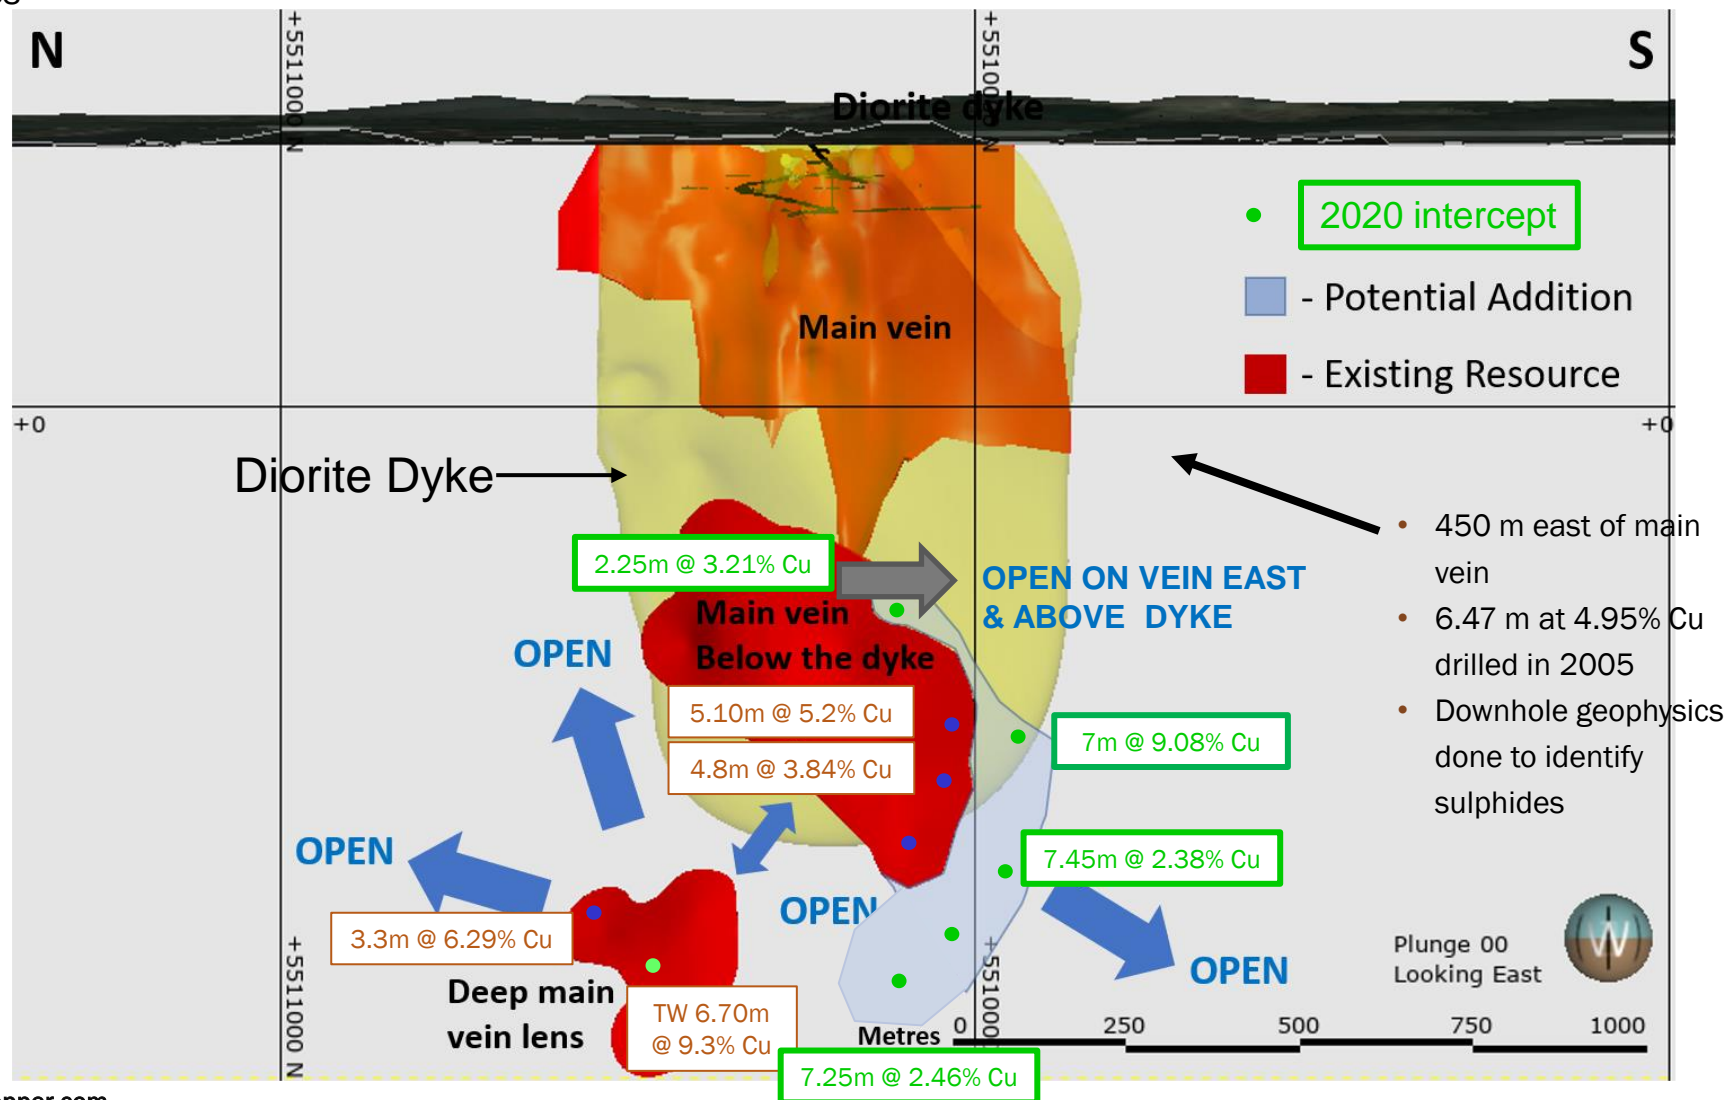 N
S
+5511000 N
Diorite dyke
2020 intercept
- Potential Addition
Main vein
- Existing Resource
+0
+0
Diorite Dyke
450 m east of main
vein
6.47 m at 4.95% Cu
drilled in 2005
Downhole geophysics
done to identify
sulphides
2.25m @ 3.21% Cu
OPEN ON VEIN EAST
& ABOVE DYKE
Main vein
Below the dyke
OPEN
5.10m @ 5.2% Cu
4.8m @ 3.84% Cu
7m @ 9.08% Cu
OPEN
7.45m @ 2.38% Cu
OPEN
3.3m @ 6.29% Cu
OPEN
Plunge 00
Looking East
W
Deep main
vein lens
TW 6.70m
@ 9.3% Cu
+5511000 N
Metres
0 250 500 750 1000
7.25m @ 2.46% Cu